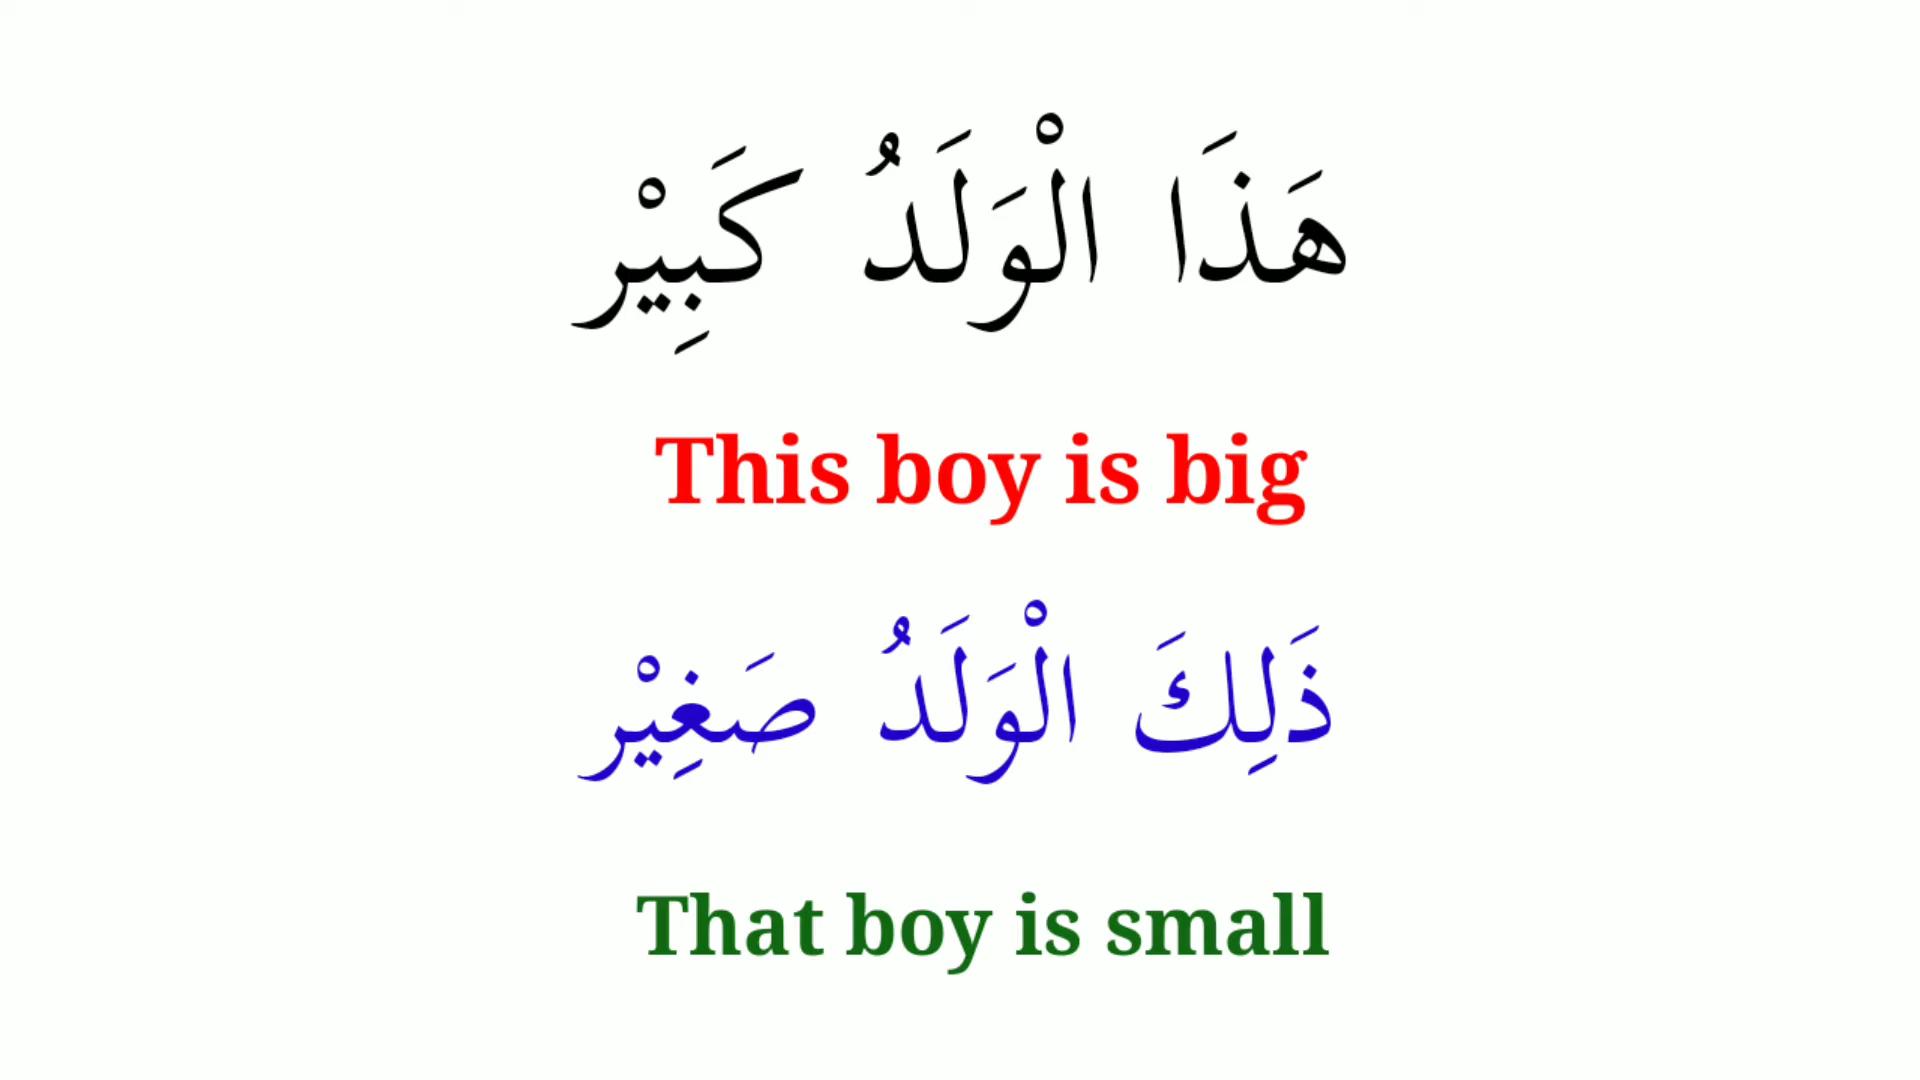 هَذَا الْوَلَدُ كَبِيْر
This boy is big
ذَلِكَ الْوَلَدُ صَغِيْر
That boy is small